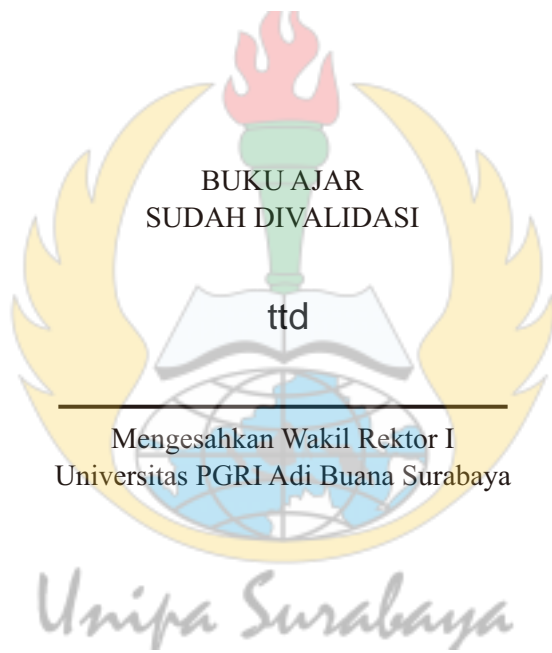 BUKU AJAR
SUDAH DIVALIDASI
ttd
Mengesahkan Wakil Rektor I
Universitas PGRI Adi Buana Surabaya
Unipa Surabaya